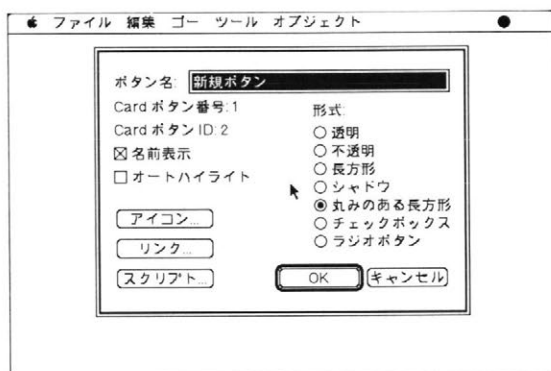 ファイル 編集 ゴー ツール オブジェクト
ボタン名: 新規ボタン
Card ボタン番号: 1
Card ボタン ID: 2
名前表示
オートハイライト
アイコン...
リンク...
スクリプト...
形式:
透明
不透明
長方形
シャドウ
丸みのある長方形
チェックボックス
ラジオボタン
OK
キャンセル